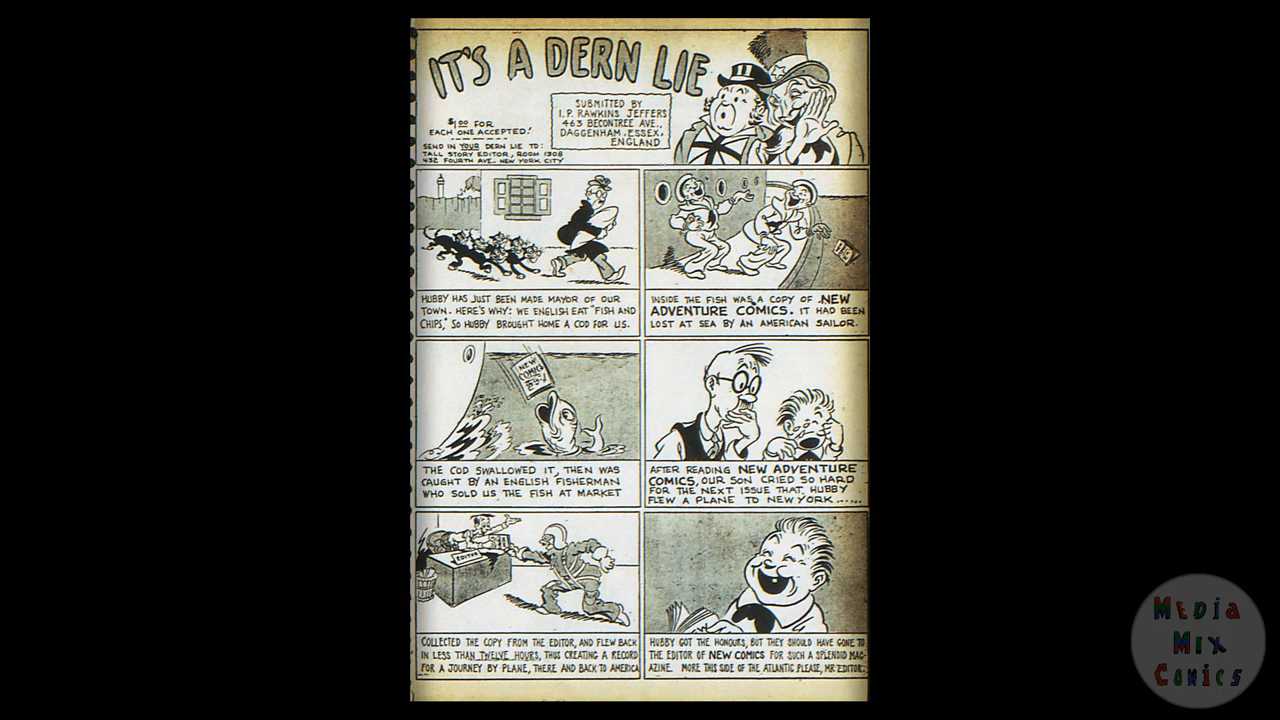 IT'S A DERN LIE
$1.00 FOR
EACH ONE ACCEPTED!
SEND IN YOUR DERN LIE TO:
TALL STORY EDITOR, ROOM 1308
432 FOURTH AVE. NEW YORK CITY
SUBMITTED BY
I.P. RAWKINS JEFFERS
463 BECONTREE AVE.,
DAGGENHAM. ESSEX.
ENGLAND
HUBBY HAS JUST BEEN MADE MAYOR OF OUR
TOWN. HERE'S WHY: WE ENGLISH EAT "FISH AND
CHIPS," SO HUBBY BROUGHT HOME A COD FOR US.
INSIDE THE FISH WAS A COPY OF NEW
ADVENTURE COMICS. IT HAD BEEN
LOST AT SEA BY AN AMERICAN SAILOR.
NEW
COMICS
THE COD SWALLOWED IT, THEN WAS
CAUGHT BY AN ENGLISH FISHERMAN
WHO SOLD US THE FISH AT MARKET
AFTER READING NEW ADVENTURE
COMICS, OUR SON CRIED SO HARD
FOR THE NEXT ISSUE THAT HUBBY
FLEW A PLANE TO NEW YORK......
EDITOR
COLLECTED THE COPY FROM THE EDITOR, AND FLEW BACK
IN LESS THAN TWELVE HOURS, THUS CREATING A RECORD
FOR A JOURNEY BY PLANE, THERE AND BACK TO AMERICA
HUBBY GOT THE HONOURS, BUT THEY SHOULD HAVE GONE TO
THE EDITOR OF NEW COMICS FOR SUCH A SPLENDID MAG-
AZINE. MORE THIS SIDE OF THE ATLANTIC PLEASE, MR EDITOR.
MEDiA
MiX
COMiCS